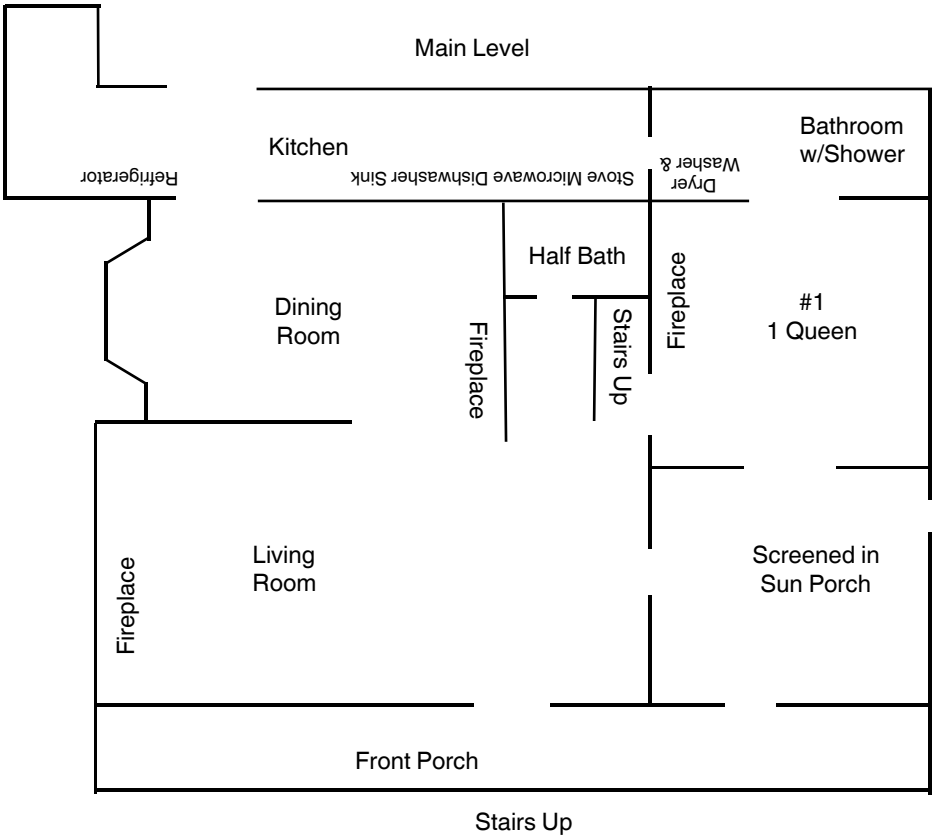 Main Level
Kitchen
Bathroom
w/Shower
Refrigerator
Stove Microwave Dishwasher Sink
Washer &
Dryer
Half Bath
Dining
Room
Fireplace
Stairs Up
Fireplace
#1
1 Queen
Fireplace
Living
Room
Screened in
Sun Porch
Front Porch
Stairs Up